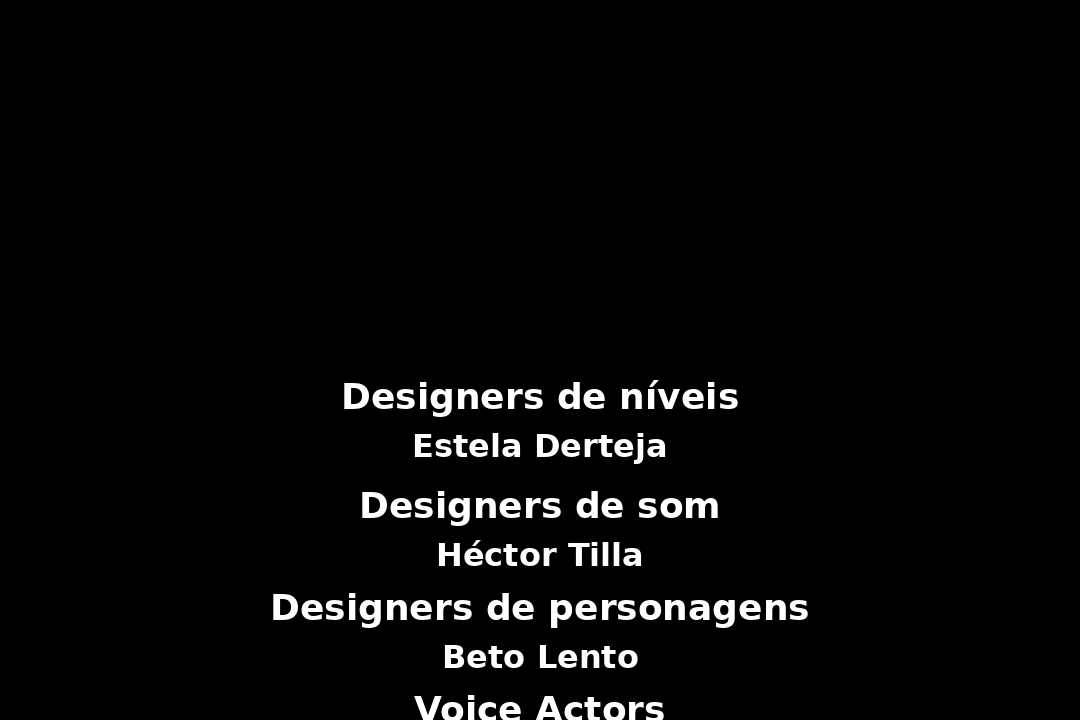 Designers de níveis
Estela Derteja
Designers de som
Héctor Tilla
Designers de personagens
Beto Lento
Voice Actors